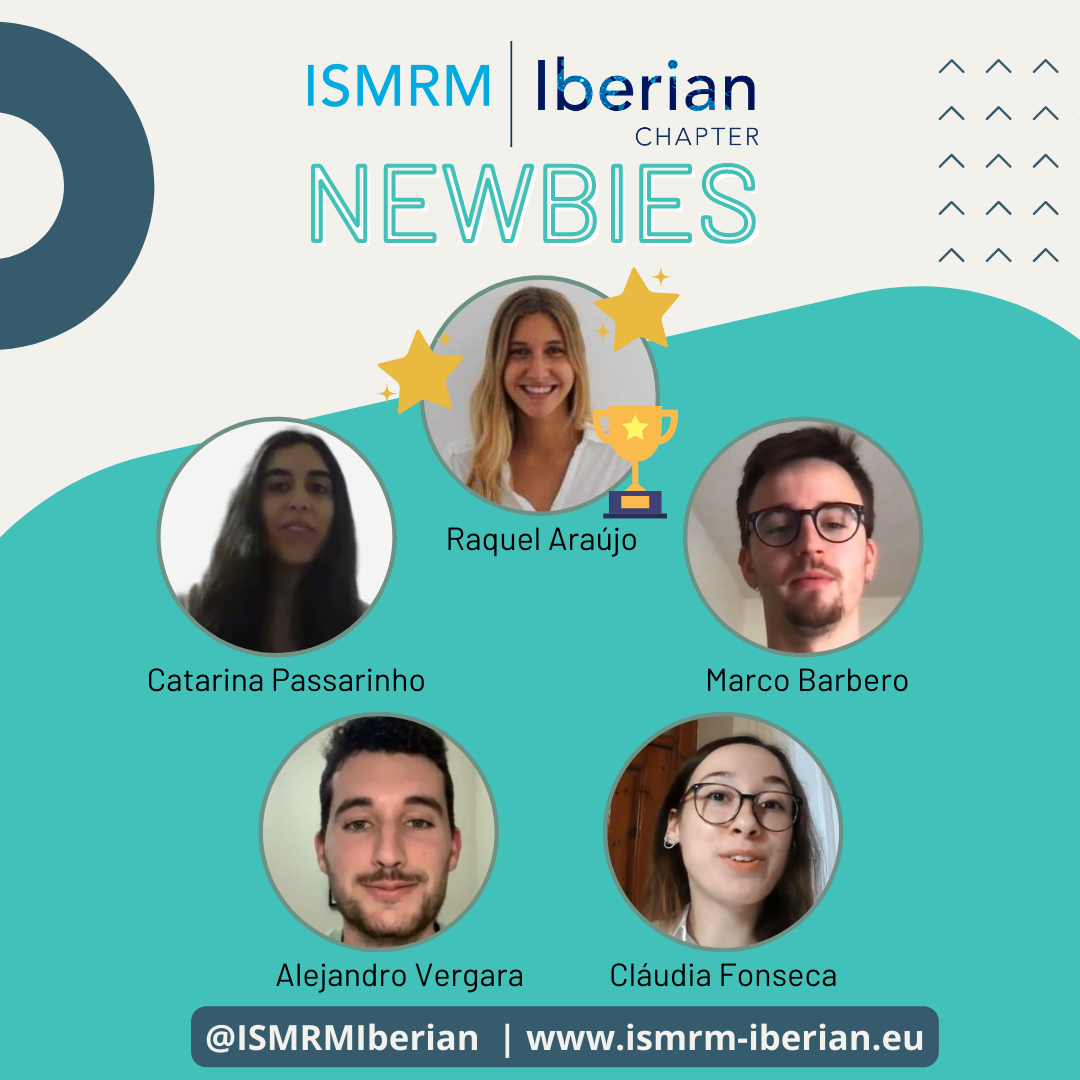 ISMRM | Iberian
CHAPTER
NEWBIES
Raquel Araújo
Catarina Passarinho
Marco Barbero
Alejandro Vergara
Cláudia Fonseca
@ISMRMIberian | www.ismrm-iberian.eu